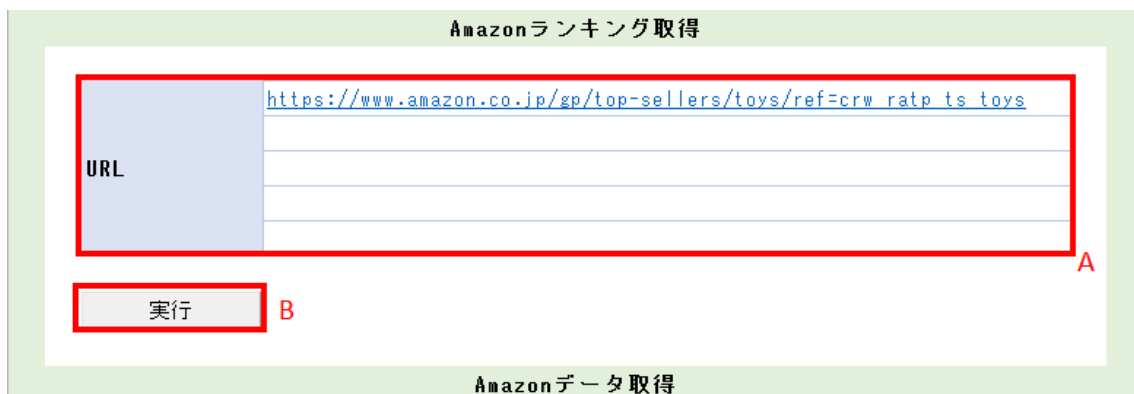 Amazonランキング取得
https://www.amazon.co.jp/gp/top-sellers/toys/ref=crw_ratp_ts_toys
URL
A
実行
B
Amazonデータ取得